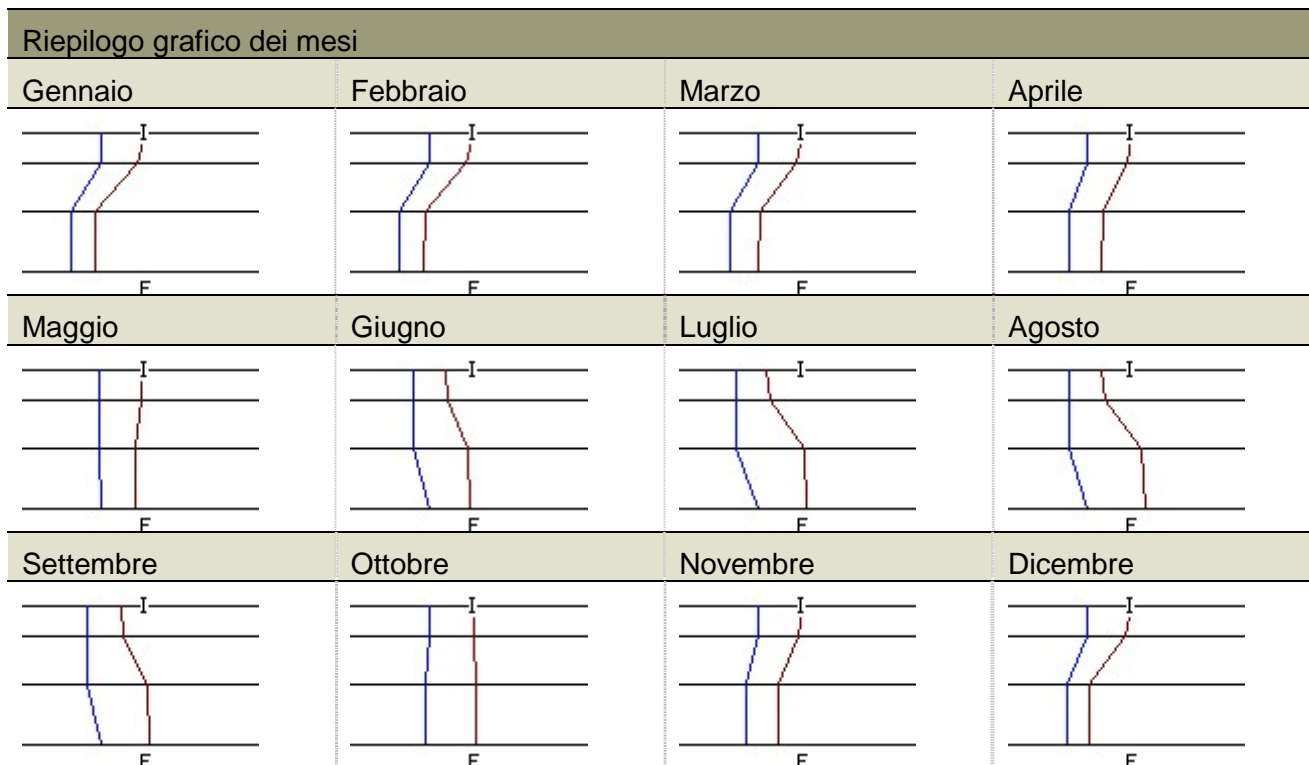 Riepilogo grafico dei mesi
Gennaio Febbraio Marzo Aprile
I I I I
E E E E
Maggio Giugno Luglio Agosto
I I I I
E E E E
Settembre Ottobre Novembre Dicembre
I I I I
E E E E